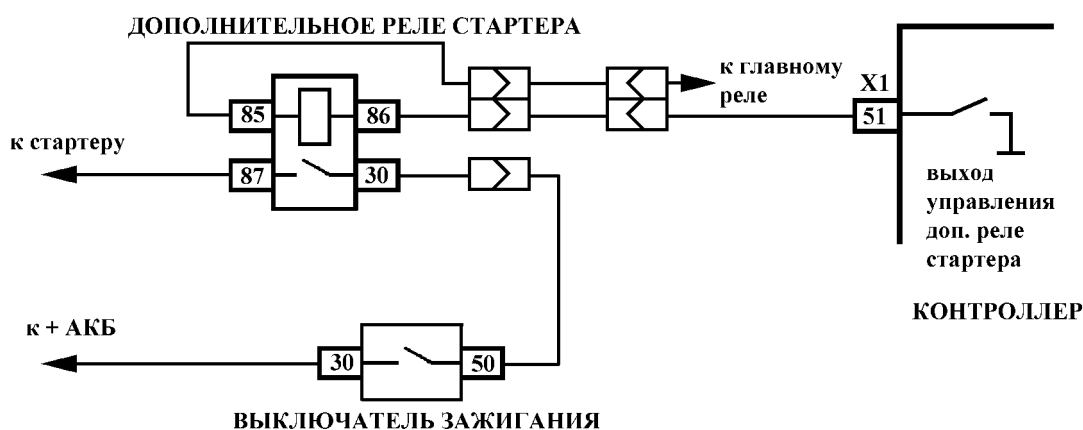 ДОПОЛНИТЕЛЬНОЕ РЕЛЕ СТАРТЕРА
к главному
реле
X1
85
86
51
к стартеру
87
30
выход
управления
доп. реле
стартера
КОНТРОЛЛЕР
к + АКБ
30
50
ВЫКЛЮЧАТЕЛЬ ЗАЖИГАНИЯ